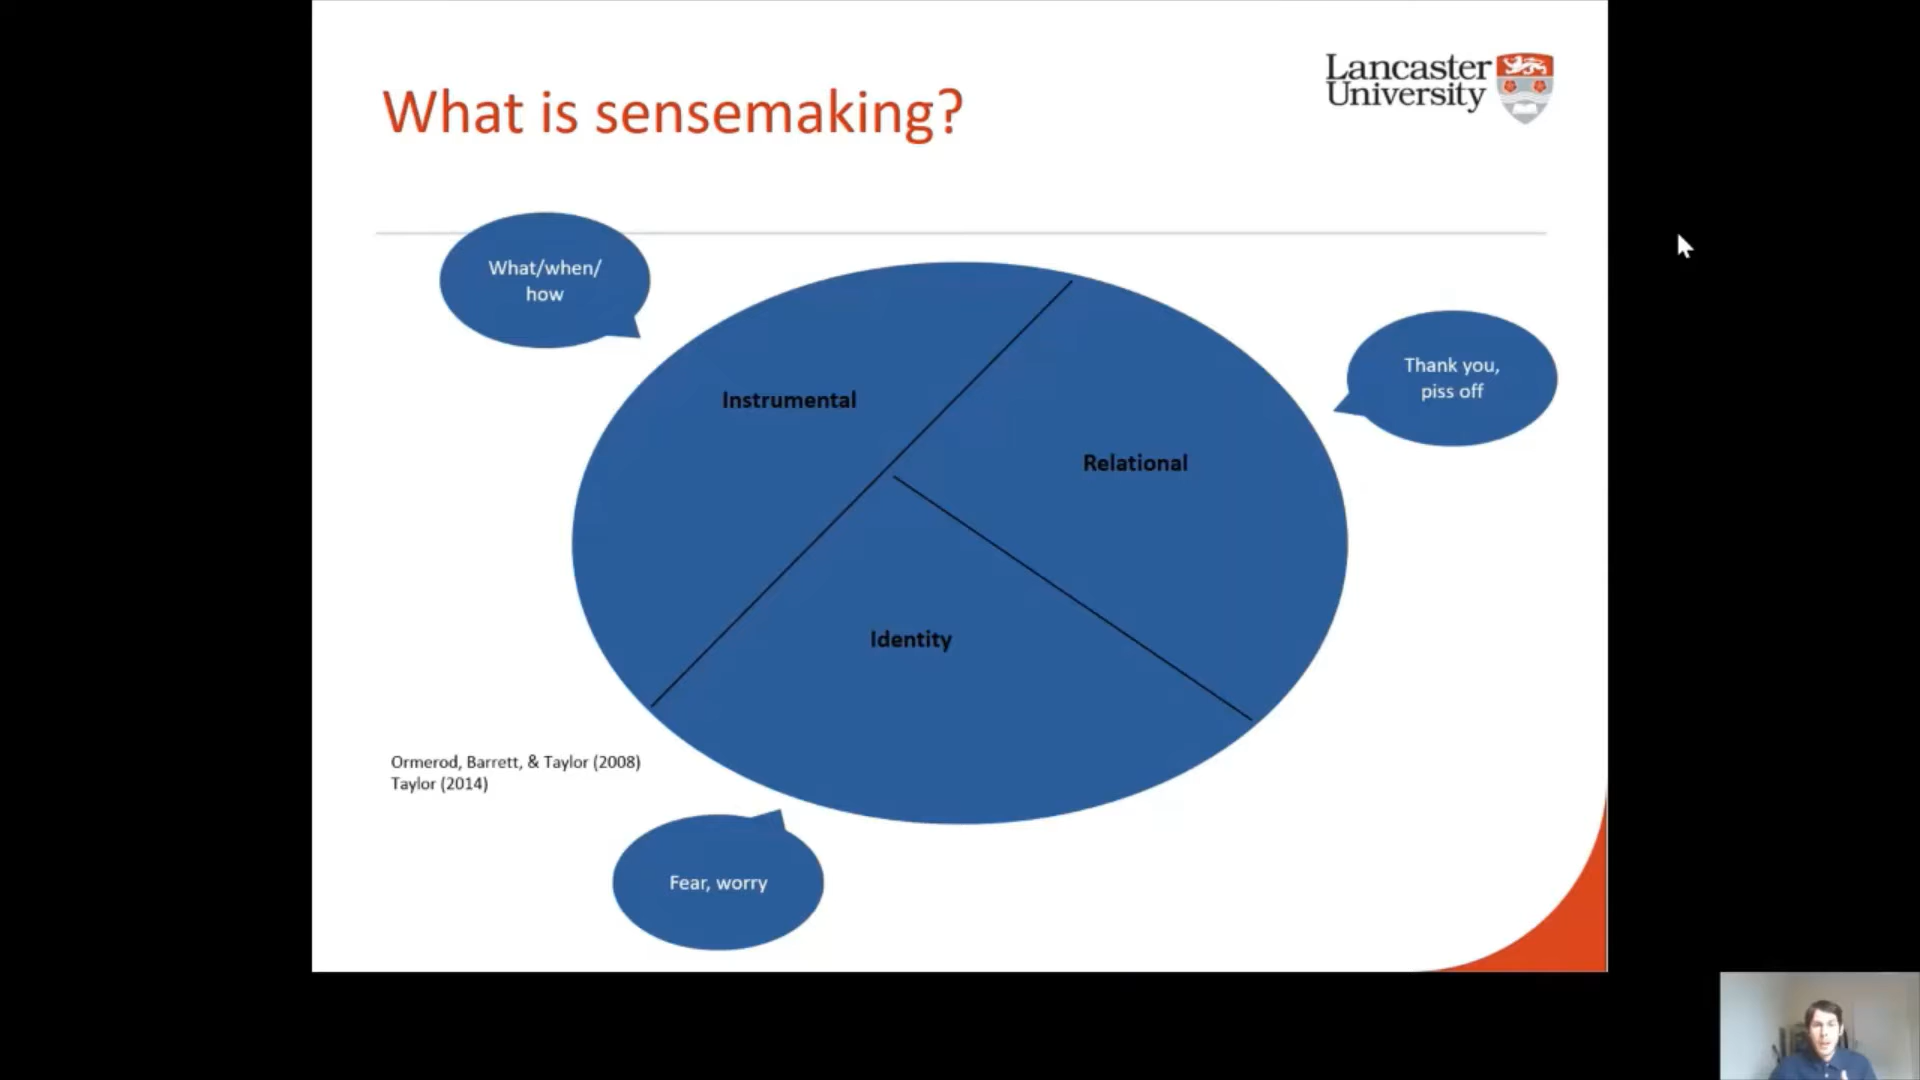 What is sensemaking?
Lancaster
University
What/when/
how
Thank you,
piss off
Instrumental
Relational
Identity
Ormerod, Barrett, & Taylor (2008)
Taylor (2014)
Fear, worry